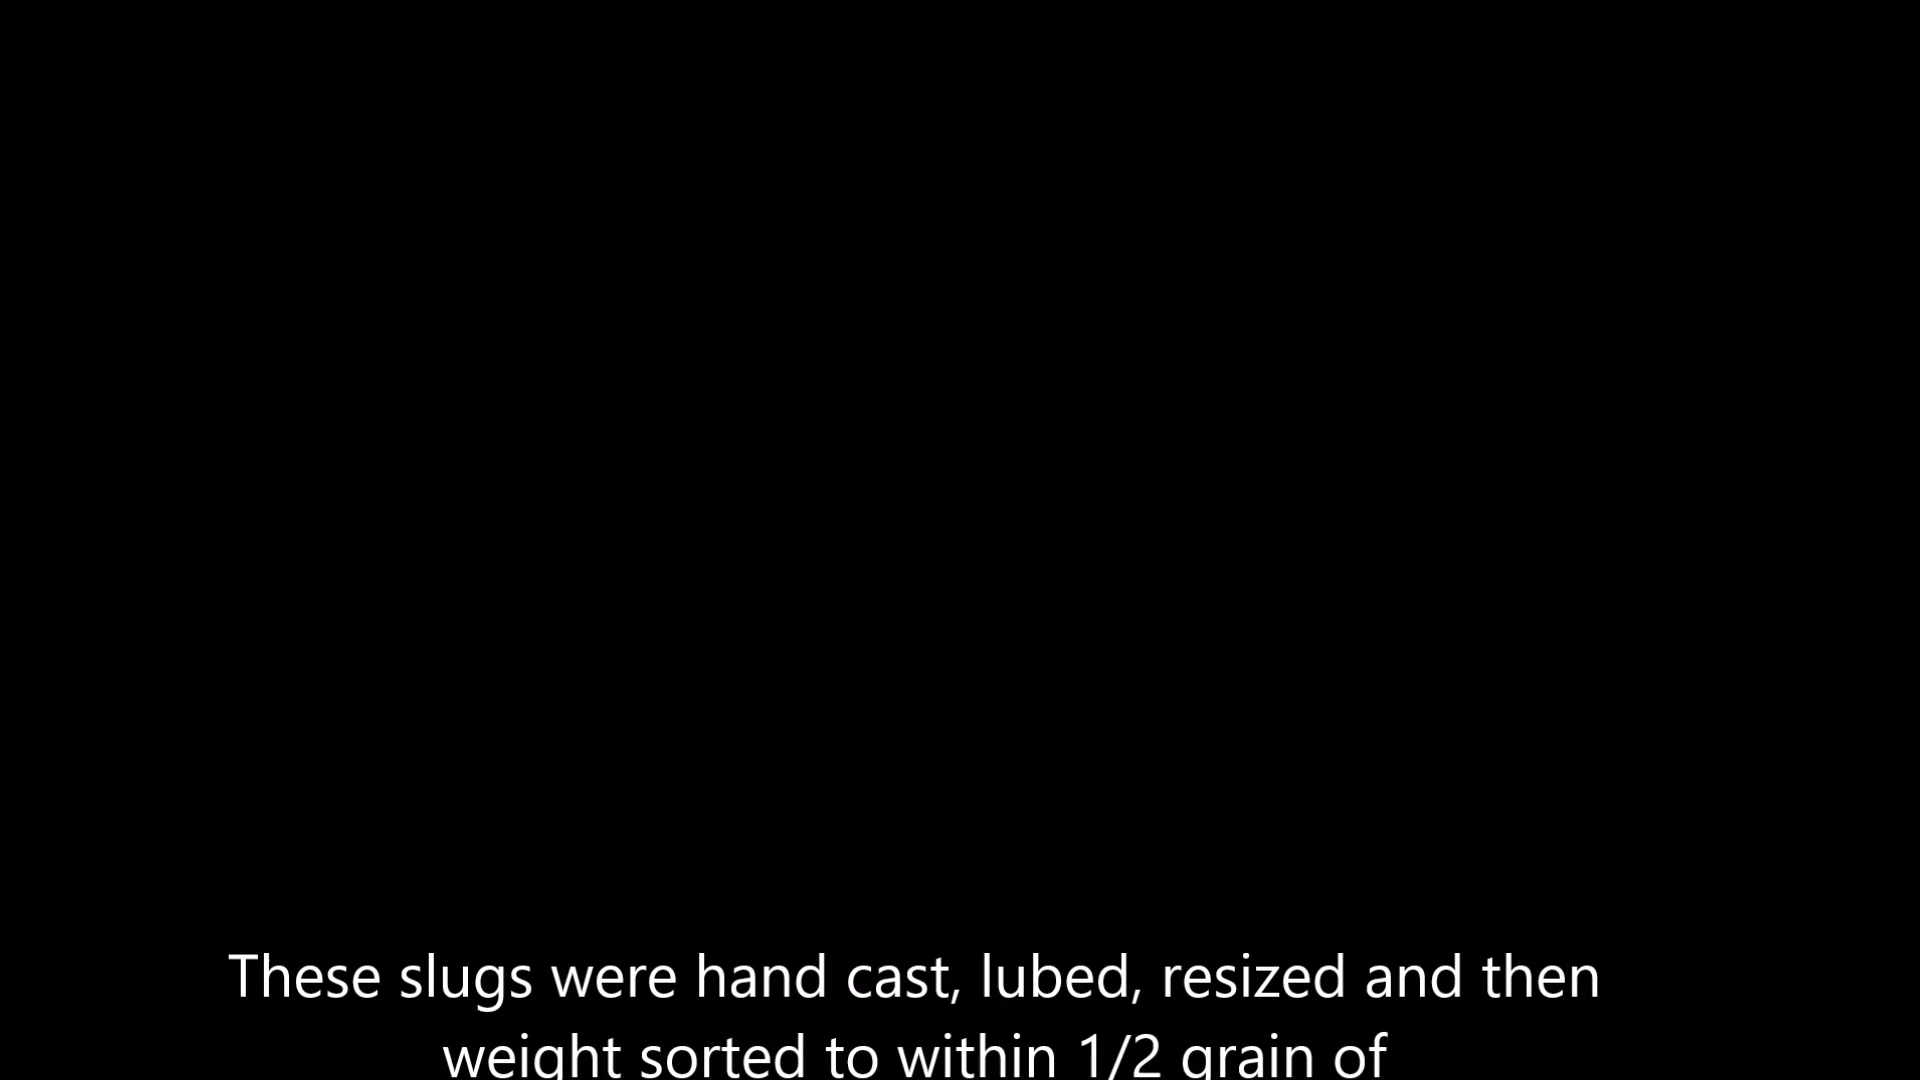 These slugs were hand cast, lubed, resized and then
weight sorted to within 1/2 grain of